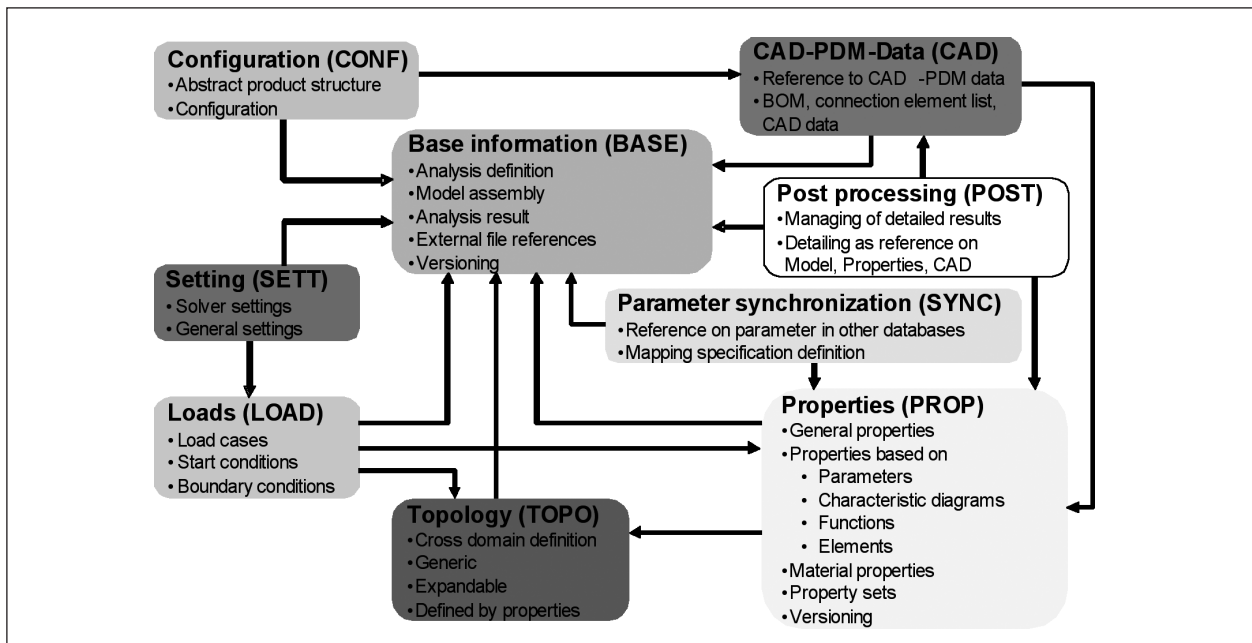 Configuration (CONF)
• Abstract product structure
• Configuration
CAD-PDM-Data (CAD)
• Reference to CAD -PDM data
• BOM, connection element list,
CAD data
Base information (BASE)
• Analysis definition
• Model assembly
• Analysis result
• External file references
• Versioning
Post processing (POST)
• Managing of detailed results
• Detailing as reference on
Model, Properties, CAD
Setting (SETT)
• Solver settings
• General settings
Parameter synchronization (SYNC)
• Reference on parameter in other databases
• Mapping specification definition
Loads (LOAD)
• Load cases
• Start conditions
• Boundary conditions
Properties (PROP)
• General properties
• Properties based on
• Parameters
• Characteristic diagrams
• Functions
• Elements
• Material properties
• Property sets
• Versioning
Topology (TOPO)
• Cross domain definition
• Generic
• Expandable
• Defined by properties